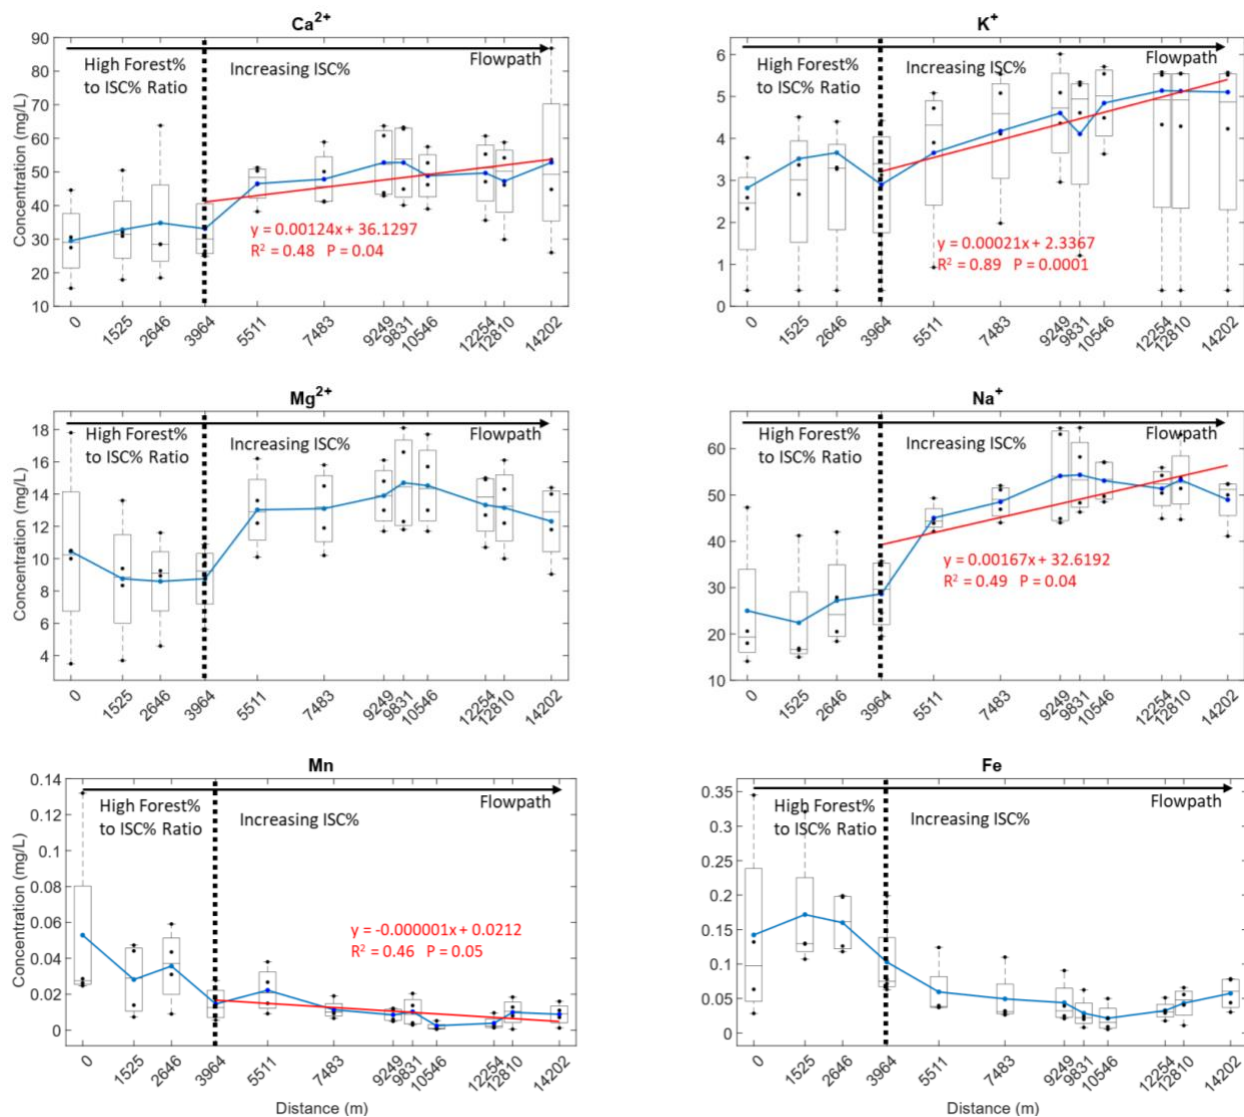 Ca2+
Concentration (mg/L)
90
80
70
60
50
40
30
20
10
High Forest%
to ISC% Ratio
Increasing ISC%
Flowpath
y = 0.00124x + 36.1297
R2 = 0.48 P = 0.04
0 1525 2646 3964 5511 7483 9249 9831 10546 12254 12810 14202
K+
6
5
4
3
2
1
0
High Forest%
to ISC% Ratio
Increasing ISC%
Flowpath
y = 0.00021x + 2.3367
R2 = 0.89 P = 0.0001
0 1525 2646 3964 5511 7483 9249 9831 10546 12254 12810 14202
Mg2+
Concentration (mg/L)
18
16
14
12
10
8
6
4
High Forest%
to ISC% Ratio
Increasing ISC%
Flowpath
0 1525 2646 3964 5511 7483 9249 9831 10546 12254 12810 14202
Na+
60
50
40
30
20
10
High Forest%
to ISC% Ratio
Increasing ISC%
Flowpath
y = 0.00167x + 32.6192
R2 = 0.49 P = 0.04
0 1525 2646 3964 5511 7483 9249 9831 10546 12254 12810 14202
Mn
Concentration (mg/L)
0.14
0.12
0.1
0.08
0.06
0.04
0.02
0
High Forest%
to ISC% Ratio
Increasing ISC%
Flowpath
y = -0.000001x + 0.0212
R2 = 0.46 P = 0.05
0 1525 2646 3964 5511 7483 9249 9831 10546 12254 12810 14202
Distance (m)
Fe
0.35
0.3
0.25
0.2
0.15
0.1
0.05
0
High Forest%
to ISC% Ratio
Increasing ISC%
Flowpath
0 1525 2646 3964 5511 7483 9249 9831 10546 12254 12810 14202
Distance (m)